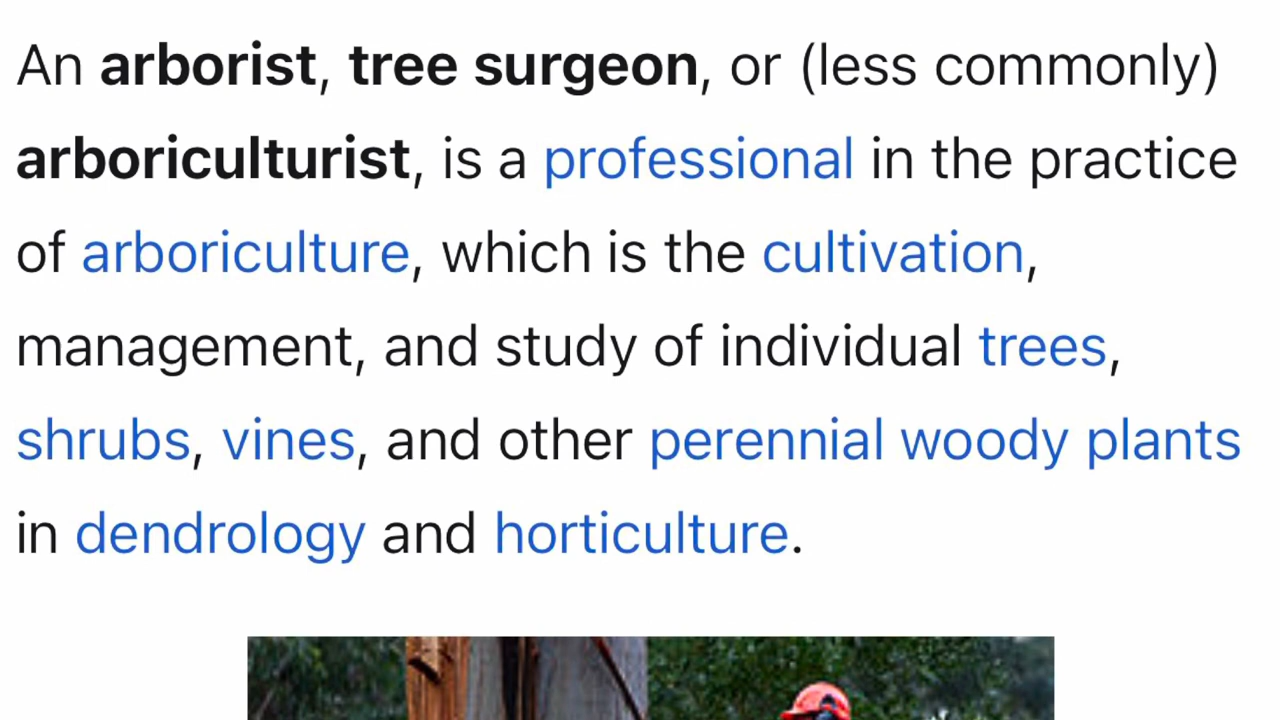 An arborist, tree surgeon, or (less commonly)
arboriculturist, is a professional in the practice
of arboriculture, which is the cultivation,
management, and study of individual trees,
shrubs, vines, and other perennial woody plants
in dendrology and horticulture.